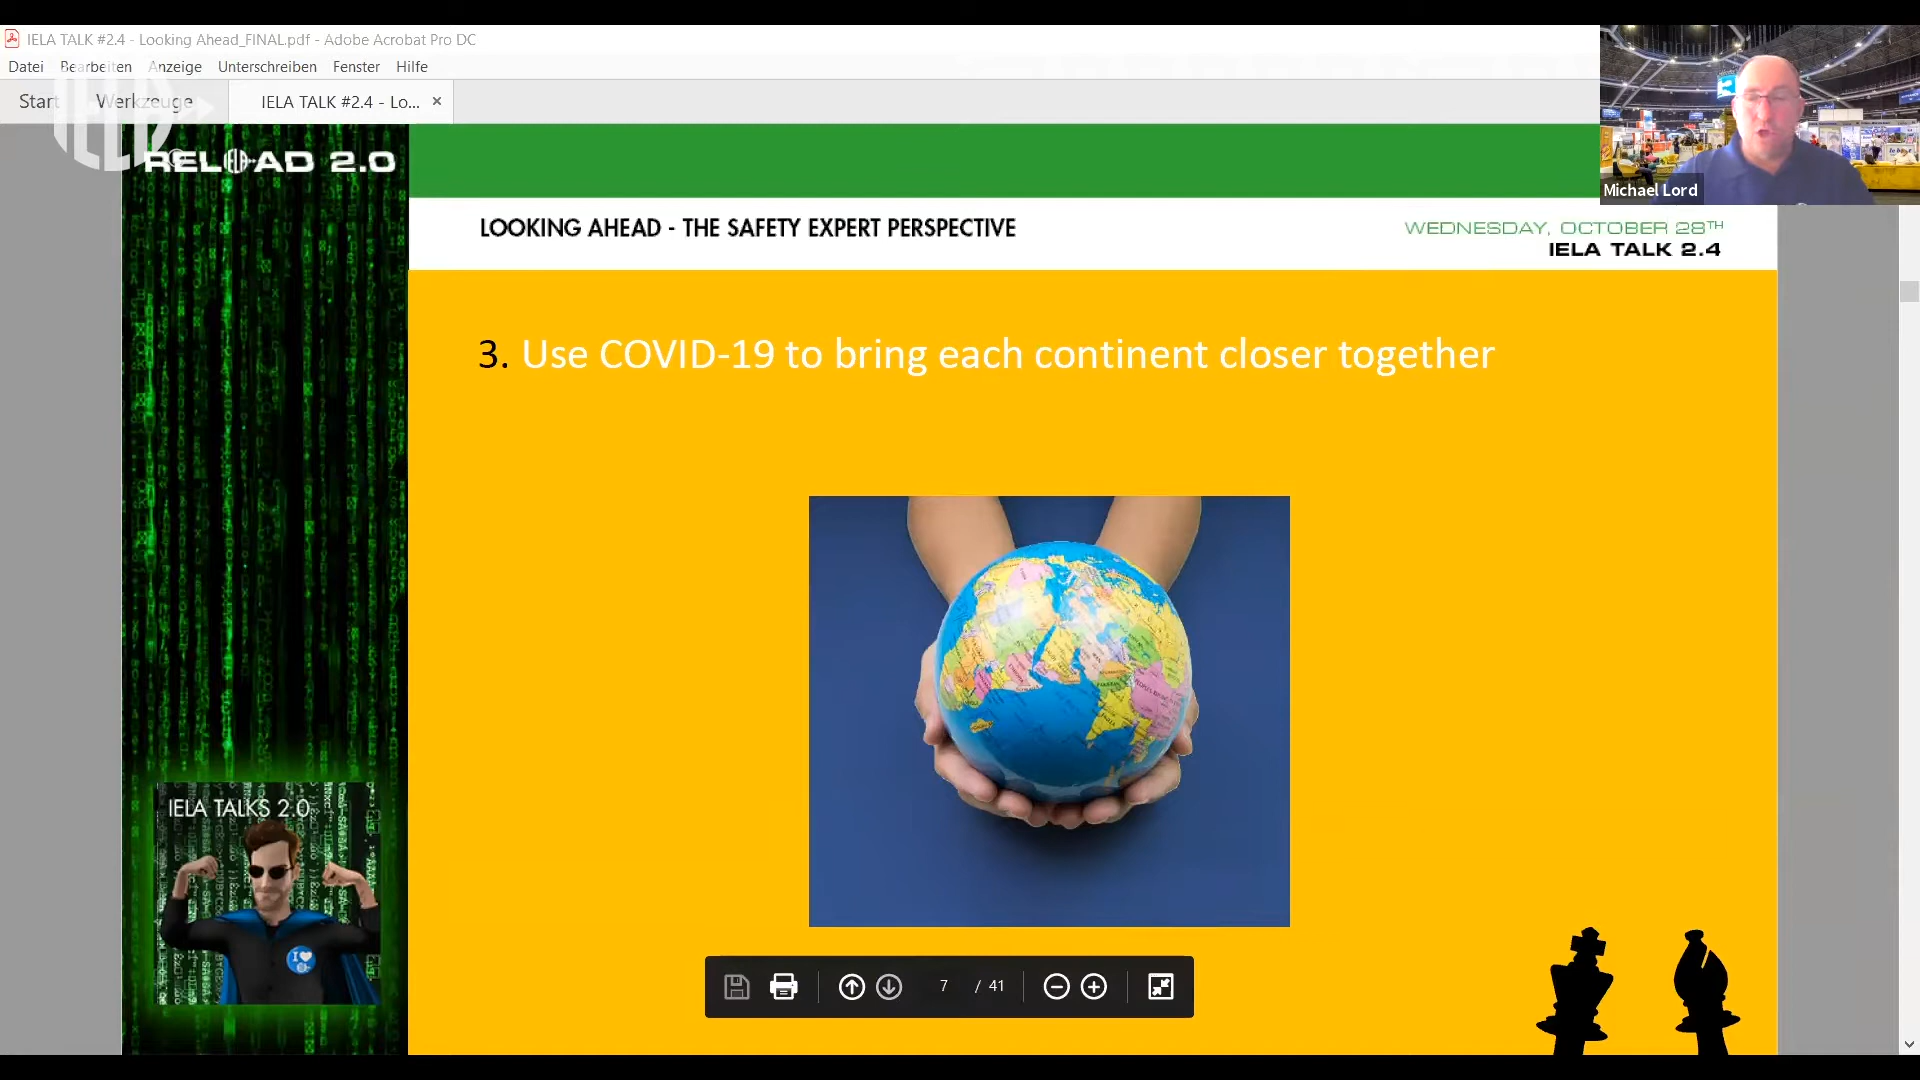 IELA TALK #2.4 - Looking Ahead_FINAL.pdf - Adobe Acrobat Pro DC
Datei Bearbeiten Anzeige Unterschreiben Fenster Hilfe
Start Werkzeuge IELA TALK #2.4 - Lo... ×
IELA
RELOAD 2.0
Michael Lord
LOOKING AHEAD - THE SAFETY EXPERT PERSPECTIVE
WEDNESDAY, OCTOBER 28TH
IELA TALK 2.4
3. Use COVID-19 to bring each continent closer together
IELA TALKS 2.0
I
7 / 41